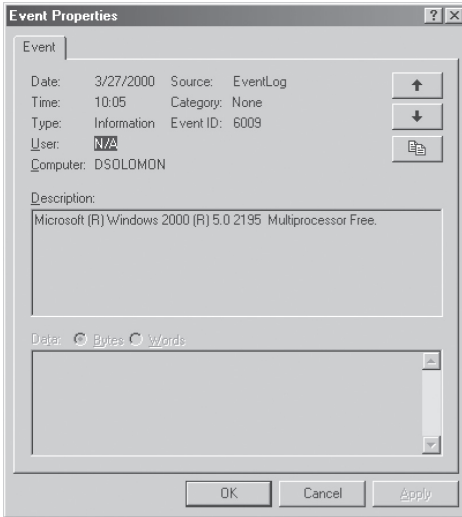 Event Properties
Event
Date: 3/27/2000 Source: EventLog
Time: 10:05 Category: None
Type: Information Event ID: 6009
User: N/A
Computer: DSOLOMON
Description:
Microsoft (R) Windows 2000 (R) 5.0 2195 Multiprocessor Free.
Data: Bytes Words
OK Cancel Apply